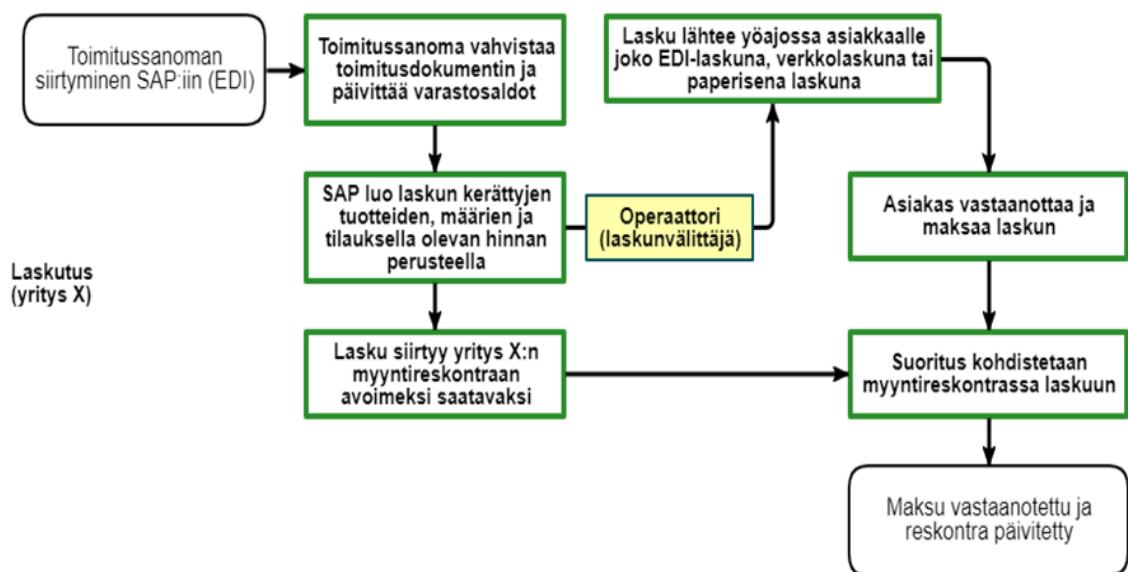 Toimitussanoman
siirtyminen SAP:iin (EDI)
Toimitussanoma vahvistaa
toimitusdokumentin ja
päivittää varastosaldot
Lasku lähtee yöajossa asiakkaalle
joko EDI-laskuna, verkkolaskuna tai
paperisena laskuna
SAP luo laskun kerättyjen
tuotteiden, määrien ja
tilauksella olevan hinnan
perusteella
Operaattori
(laskunvälittäjä)
Asiakas vastaanottaa ja
maksaa laskun
Laskutus
(yritys X)
Lasku siirtyy yritys X:n
myyntireskontraan
avoimeksi saatavaksi
Suoritus kohdistetaan
myyntireskontrassa laskuun
Maksu vastaanotettu ja
reskontra päivitetty